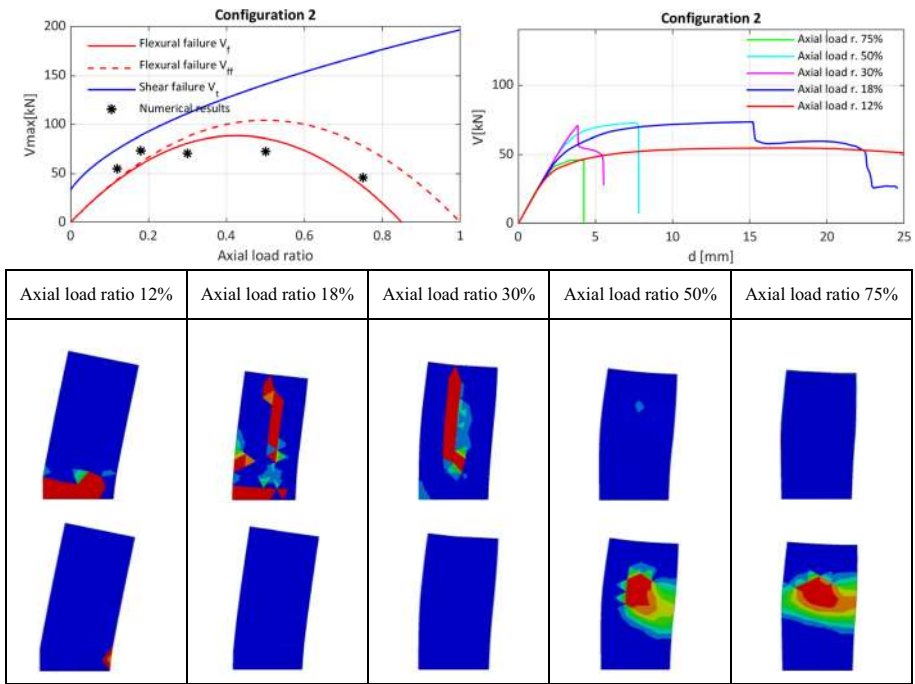 Configuration 2
200
150
100
50
0
0
0.2
0.4
0.6
0.8
1
Vmax[kN]
Axial load ratio
Flexural failure V_f
Flexural failure V_ff
Shear failure V_t
Numerical results
Configuration 2
100
50
0
0
5
10
15
20
25
V[kN]
d [mm]
Axial load r. 75%
Axial load r. 50%
Axial load r. 30%
Axial load r. 18%
Axial load r. 12%
Axial load ratio 12%
Axial load ratio 18%
Axial load ratio 30%
Axial load ratio 50%
Axial load ratio 75%